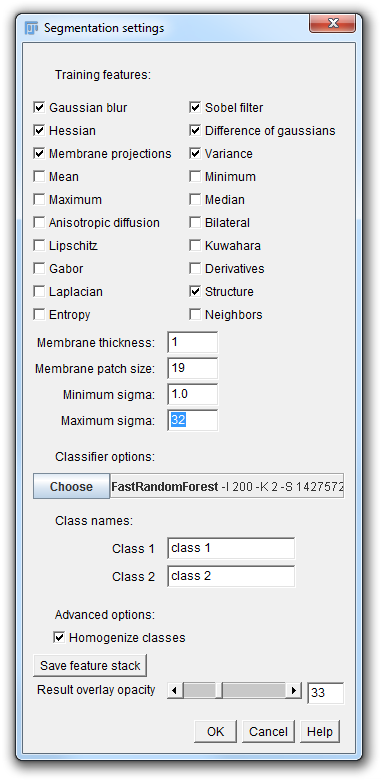 Segmentation settings
Training features:
Gaussian blur Sobel filter
Hessian Difference of gaussians
Membrane projections Variance
Mean Minimum
Maximum Median
Anisotropic diffusion Bilateral
Lipschitz Kuwahara
Gabor Derivatives
Laplacian Structure
Entropy Neighbors
Membrane thickness: 1
Membrane patch size: 19
Minimum sigma: 1.0
Maximum sigma: 32
Classifier options:
Choose FastRandomForest -I 200 -K 2 -S 1427572
Class names:
Class 1 class 1
Class 2 class 2
Advanced options:
Homogenize classes
Save feature stack
Result overlay opacity 33
OK Cancel Help